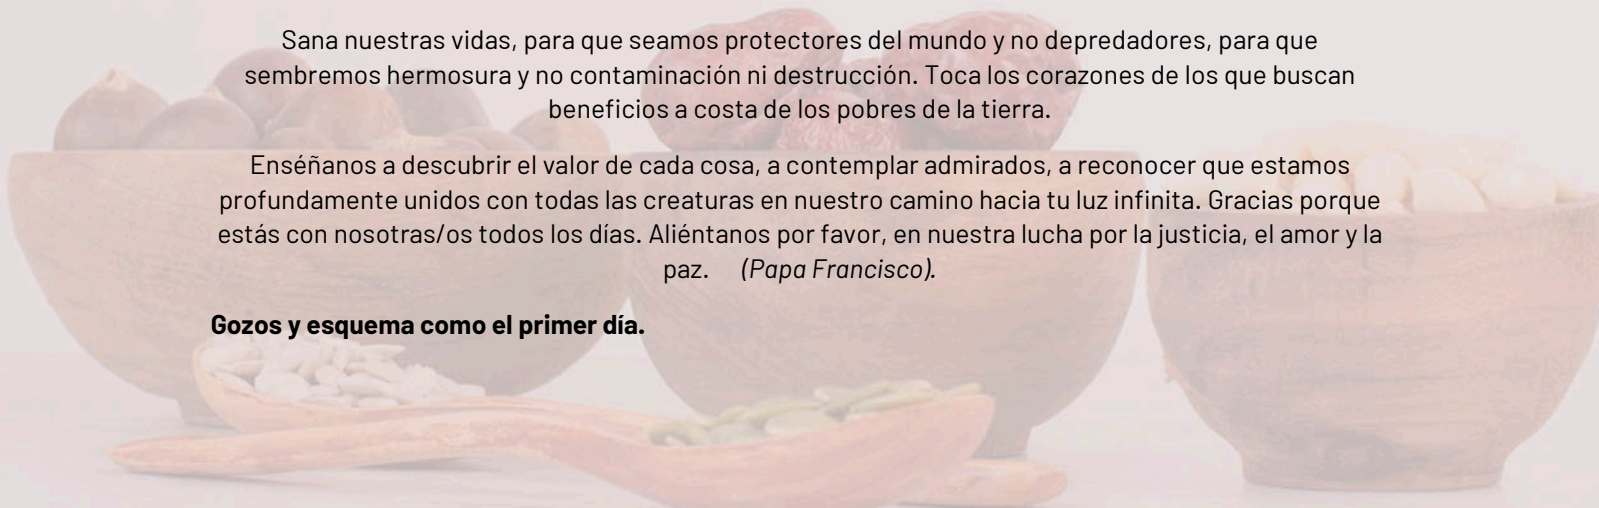 Sana nuestras vidas, para que seamos protectores del mundo y no depredadores, para que
sembremos hermosura y no contaminación ni destrucción. Toca los corazones de los que buscan
beneficios a costa de los pobres de la tierra.
Enséñanos a descubrir el valor de cada cosa, a contemplar admirados, a reconocer que estamos
profundamente unidos con todas las creaturas en nuestro camino hacia tu luz infinita. Gracias porque
estás con nosotras/os todos los días. Aliéntanos por favor, en nuestra lucha por la justicia, el amor y la
paz. (Papa Francisco).
Gozos y esquema como el primer día.